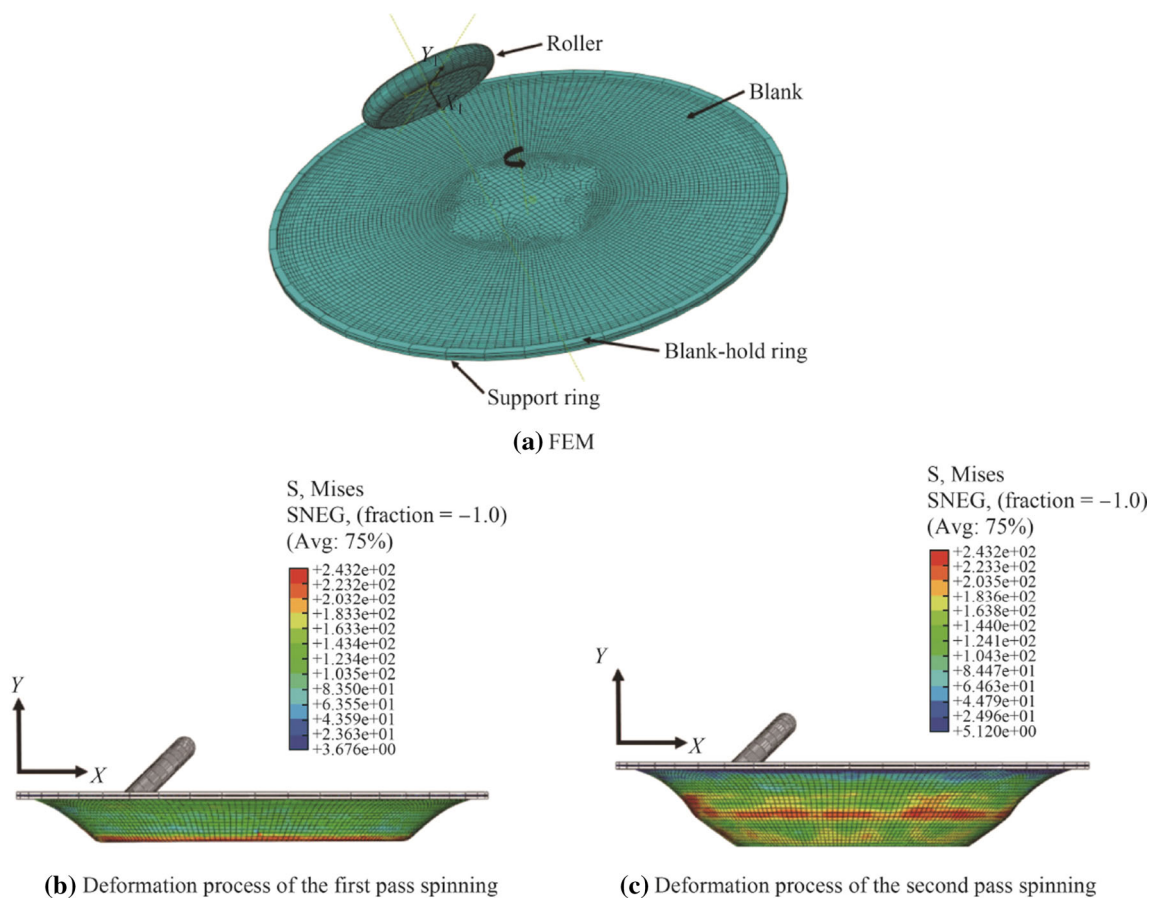 Roller
Y1
X1
Blank
Blank-hold ring
Support ring
(a) FEM
S, Mises
SNEG, (fraction = –1.0)
(Avg: 75%)
+2.432e+02
+2.232e+02
+2.032e+02
+1.833e+02
+1.633e+02
+1.434e+02
+1.234e+02
+1.035e+02
+8.350e+01
+6.355e+01
+4.359e+01
+2.363e+01
+3.676e+00
Y
X
(b) Deformation process of the first pass spinning
S, Mises
SNEG, (fraction = –1.0)
(Avg: 75%)
+2.432e+02
+2.233e+02
+2.035e+02
+1.836e+02
+1.638e+02
+1.440e+02
+1.241e+02
+1.043e+02
+8.447e+01
+6.463e+01
+4.479e+01
+2.496e+01
+5.120e+00
Y
X
(c) Deformation process of the second pass spinning